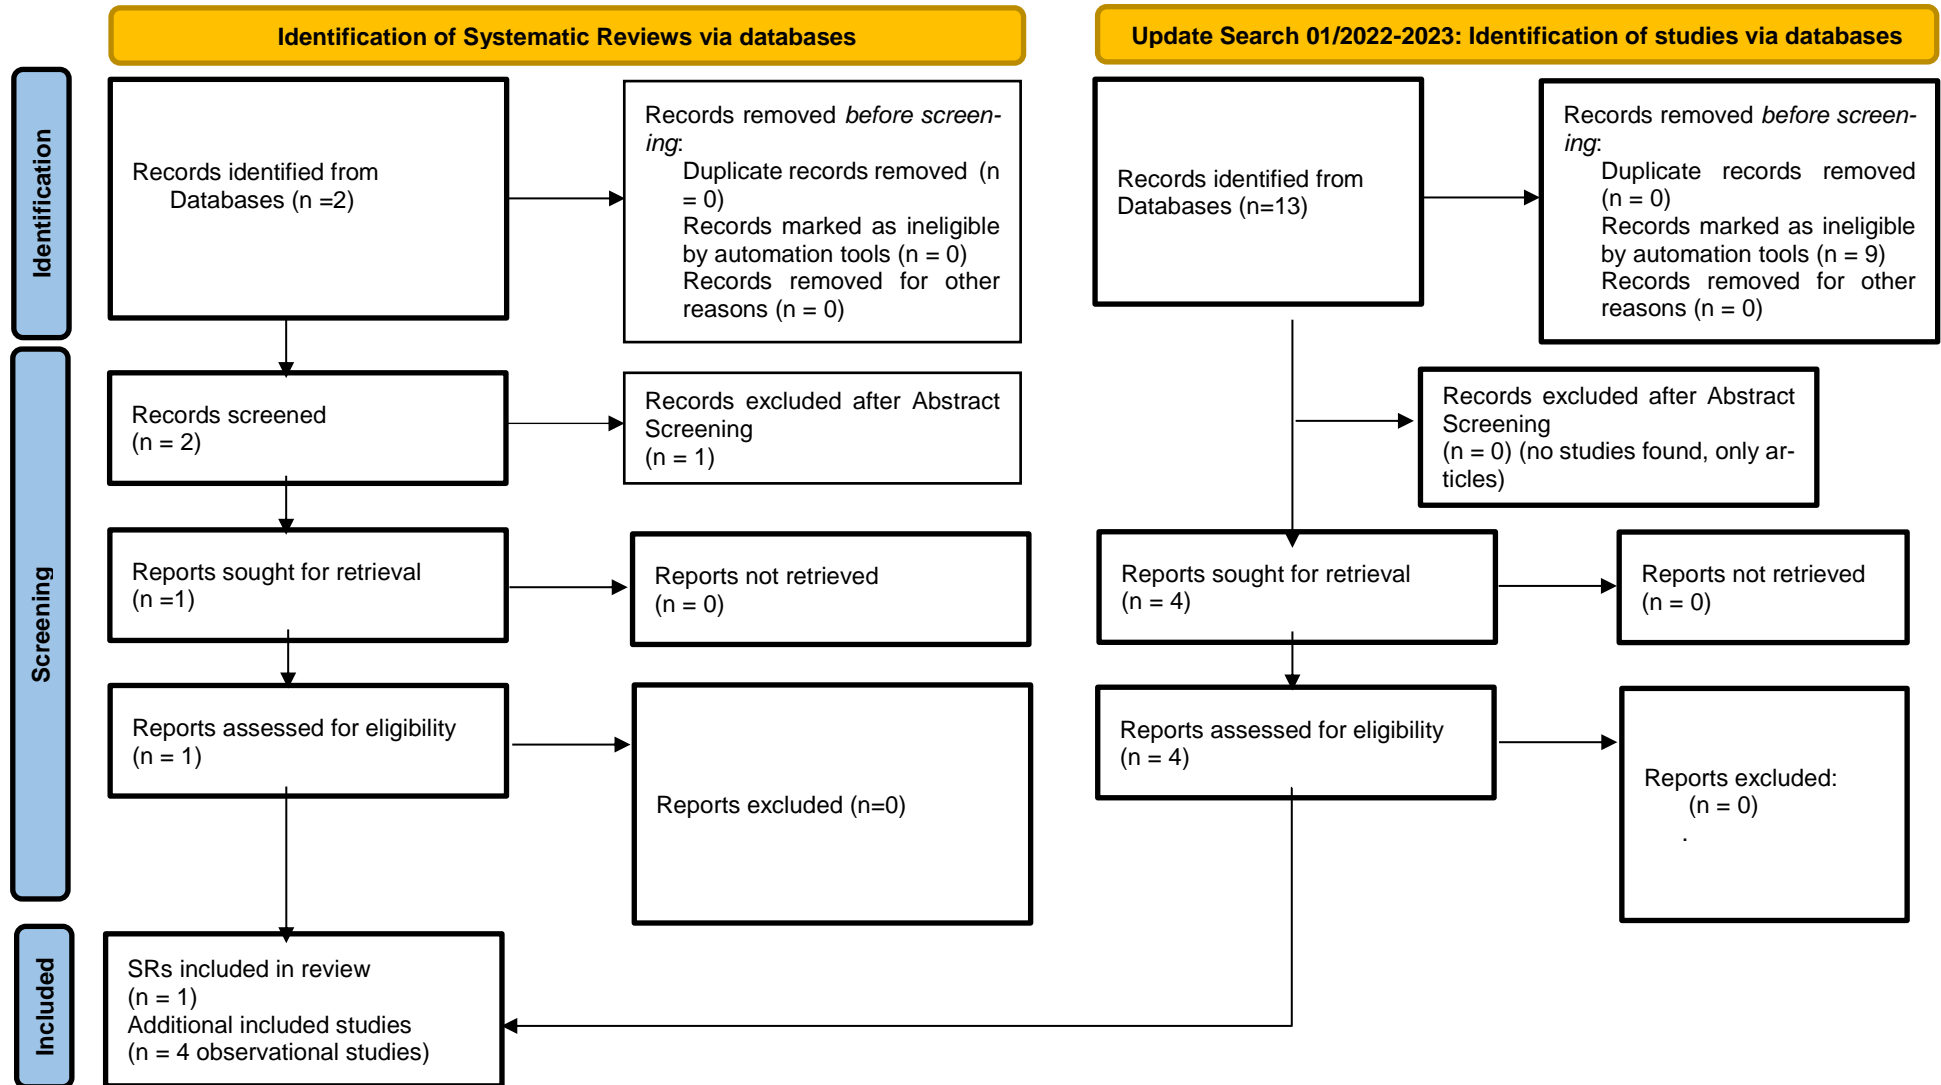 Identification of Systematic Reviews via databases
Update Search 01/2022-2023: Identification of studies via databases
Identification
Records identified from
Databases (n =2)
Records removed before screen-
ing:
Duplicate records removed (n
= 0)
Records marked as ineligible
by automation tools (n = 0)
Records removed for other
reasons (n = 0)
Records identified from
Databases (n=13)
Records removed before screen-
ing:
Duplicate records removed
(n = 0)
Records marked as ineligible
by automation tools (n = 9)
Records removed for other
reasons (n = 0)
Screening
Records screened
(n = 2)
Records excluded after Abstract
Screening
(n = 1)
Records excluded after Abstract
Screening
(n = 0) (no studies found, only ar-
ticles)
Reports sought for retrieval
(n =1)
Reports not retrieved
(n = 0)
Reports sought for retrieval
(n = 4)
Reports not retrieved
(n = 0)
Reports assessed for eligibility
(n = 1)
Reports excluded (n=0)
Reports assessed for eligibility
(n = 4)
Reports excluded:
(n = 0)
.
Included
SRs included in review
(n = 1)
Additional included studies
(n = 4 observational studies)